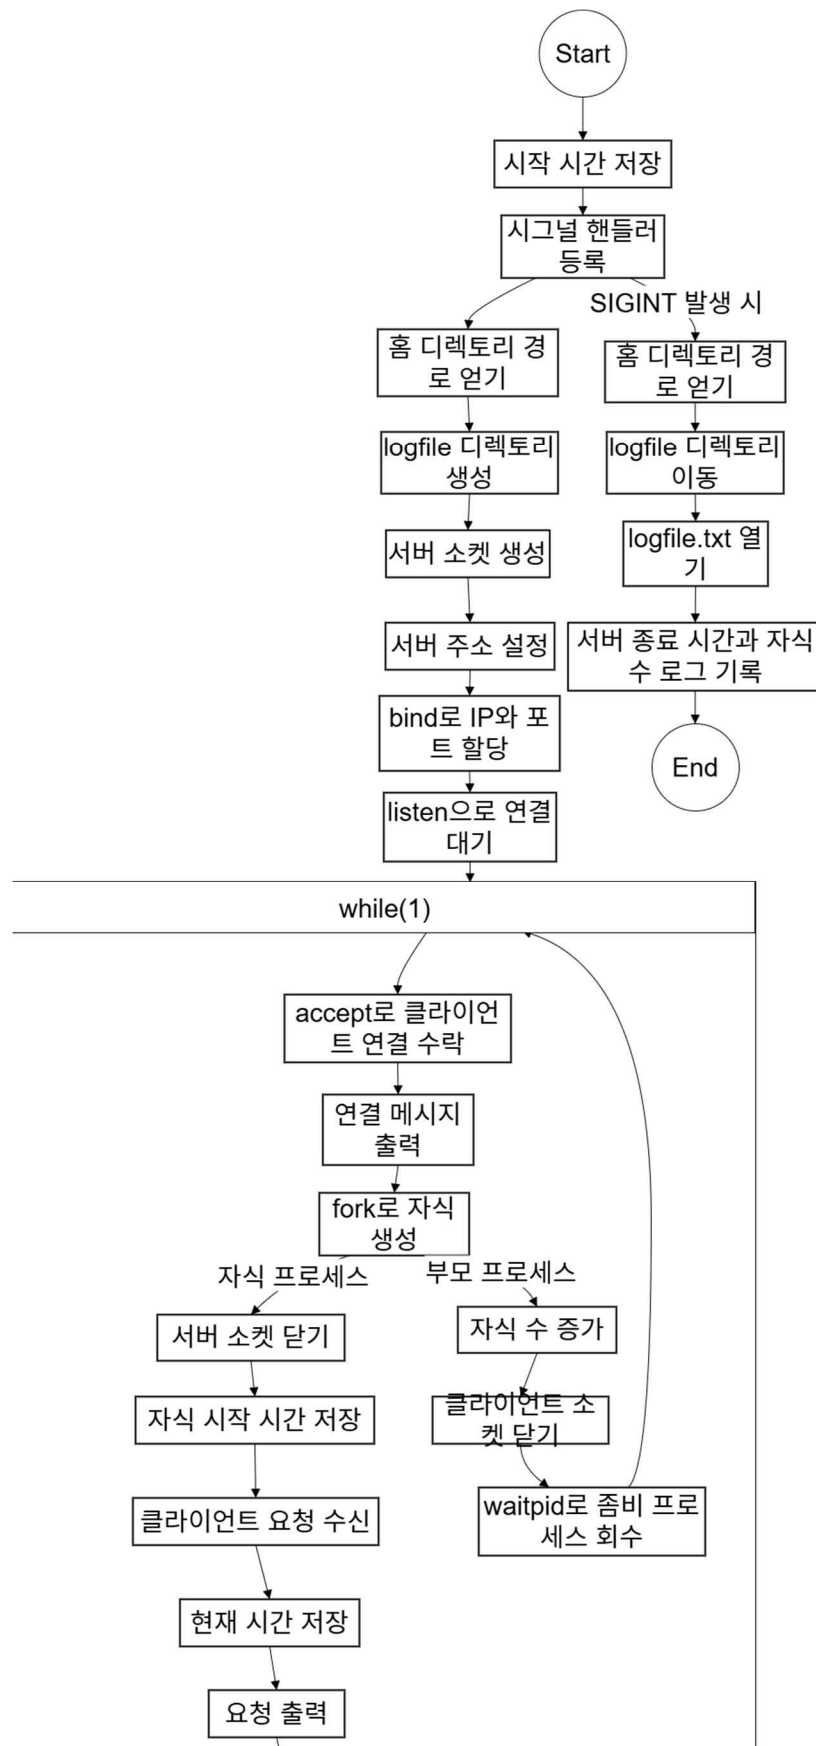 Start
시작 시간 저장
시그널 핸들러
등록
SIGINT 발생 시
홈 디렉토리 경
로 얻기
홈 디렉토리 경
로 얻기
logfile 디렉토리
생성
logfile 디렉토리
이동
서버 소켓 생성
logfile.txt 열
기
서버 주소 설정
서버 종료 시간과 자식
수 로그 기록
bind로 IP와 포
트 할당
End
listen으로 연결
대기
while(1)
accept로 클라이언
트 연결 수락
연결 메시지
출력
fork로 자식
생성
자식 프로세스
부모 프로세스
서버 소켓 닫기
자식 수 증가
자식 시작 시간 저장
클라이언트 소
켓 닫기
클라이언트 요청 수신
waitpid로 좀비 프로
세스 회수
현재 시간 저장
요청 출력